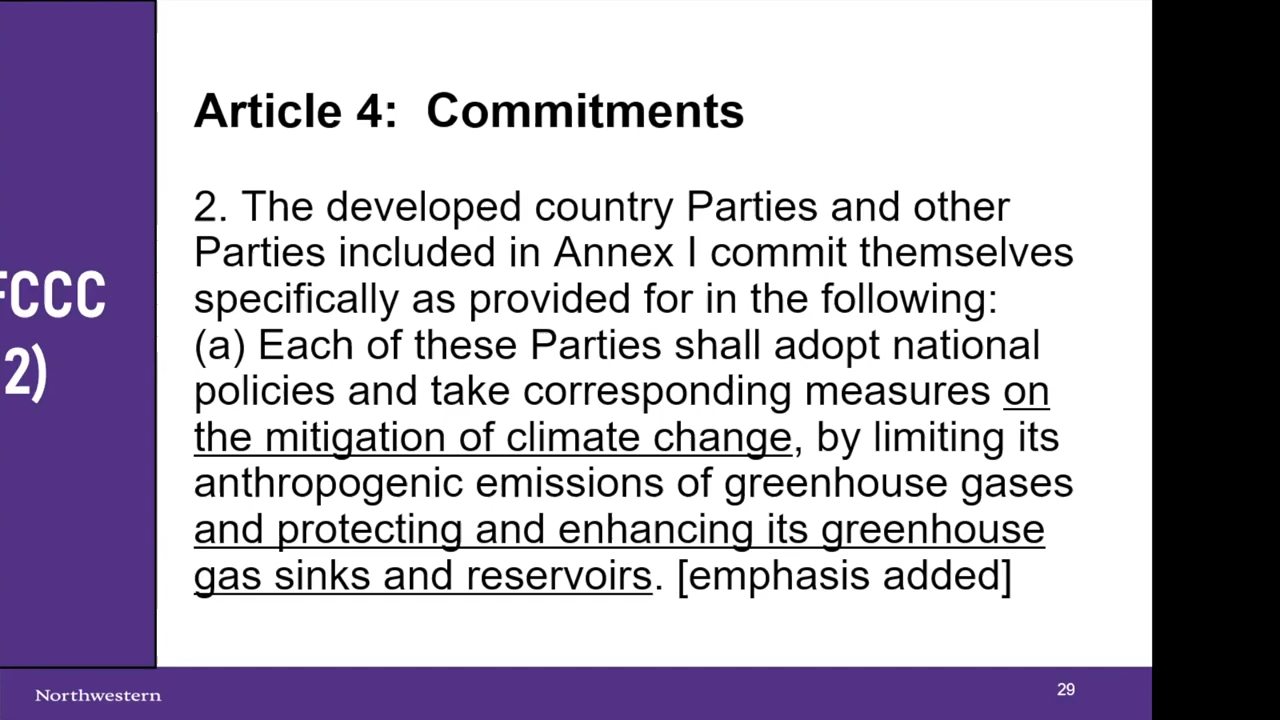 Article 4: Commitments
2. The developed country Parties and other
Parties included in Annex I commit themselves
specifically as provided for in the following:
(a) Each of these Parties shall adopt national
policies and take corresponding measures on
the mitigation of climate change, by limiting its
anthropogenic emissions of greenhouse gases
and protecting and enhancing its greenhouse
gas sinks and reservoirs. [emphasis added]
FCCC
2)
Northwestern
29